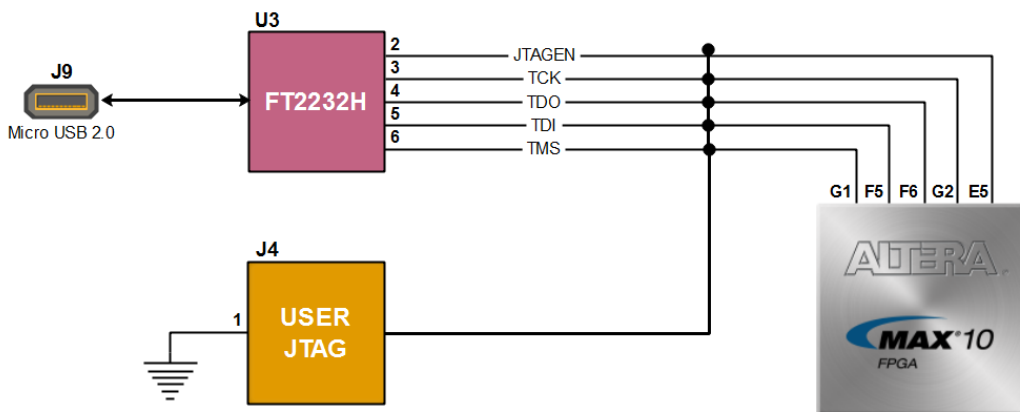 U3
J9
Micro USB 2.0
FT2232H
2
3
4
5
6
JTAGEN
TCK
TDO
TDI
TMS
G1 F5 F6 G2 E5
J4
1
USER
JTAG
ALTERA®
MAX® 10
FPGA